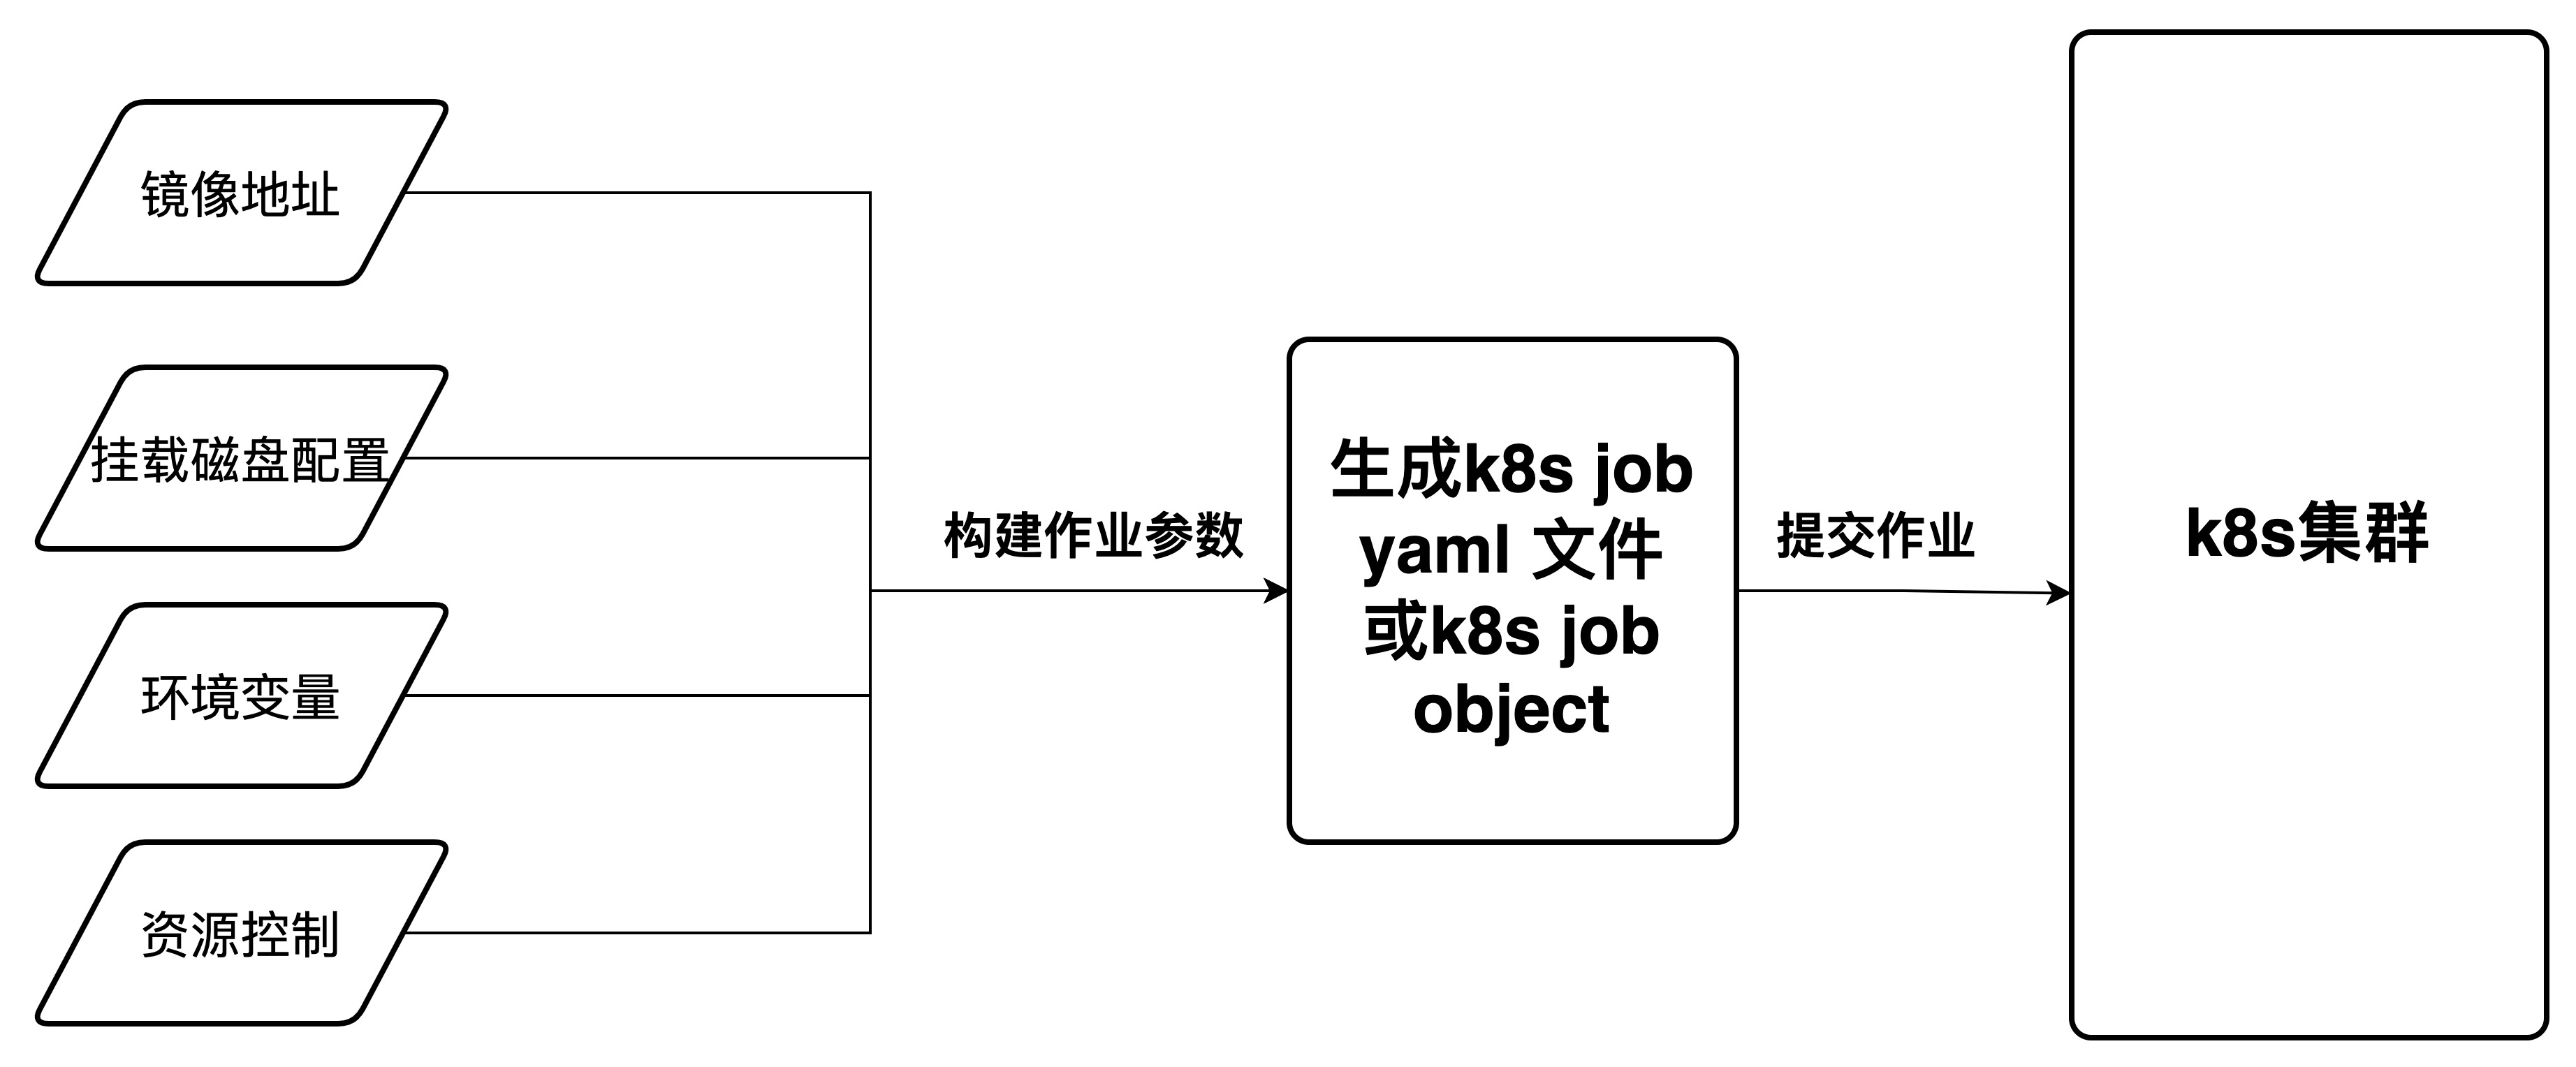 镜像地址
挂载磁盘配置
环境变量
资源控制
构建作业参数
生成k8s job
yaml 文件
或k8s job
object
提交作业
k8s集群